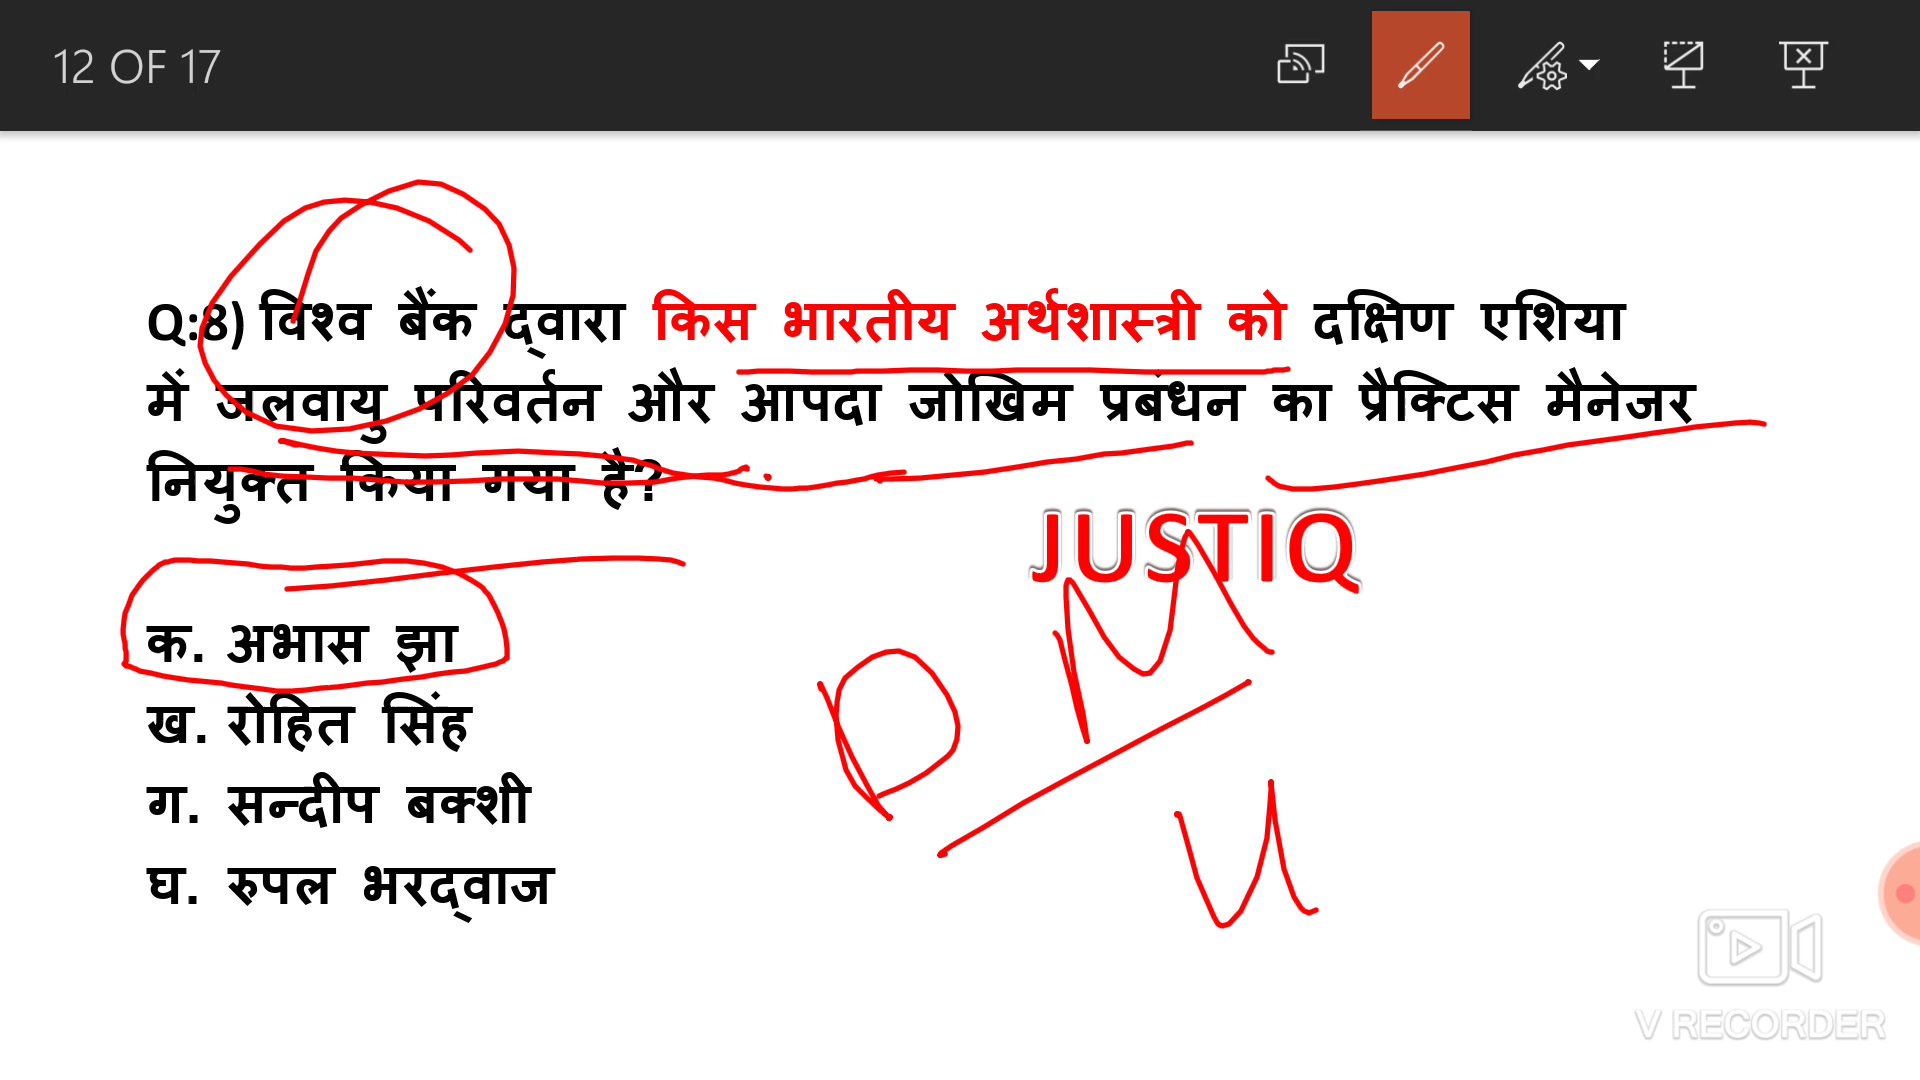 12 OF 17
Q:8) विश्व बैंक द्वारा किस भारतीय अर्थशास्त्री को दक्षिण एशिया
में जलवायु परिवर्तन और आपदा जोखिम प्रबंधन का प्रैक्टिस मैनेजर
नियुक्त किया गया है?
JUSTIQ
क. अभास झा
ख. रोहित सिंह
ग. सन्दीप बक्शी
घ. रुपल भरद्वाज
V RECORDER